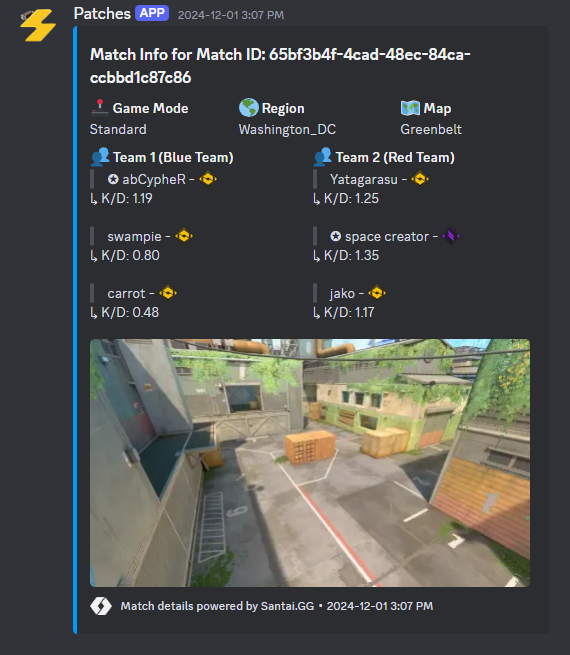 Patches APP 2024-12-01 3:07 PM
Match Info for Match ID: 65bf3b4f-4cad-48ec-84ca-
ccbbd1c87c86
Game Mode
Standard
Region
Washington_DC
Map
Greenbelt
Team 1 (Blue Team)
✪ abCypheR -
↳ K/D: 1.19
swampie -
↳ K/D: 0.80
carrot -
↳ K/D: 0.48
Team 2 (Red Team)
Yatagarasu -
↳ K/D: 1.25
✪ space creator -
↳ K/D: 1.35
jako -
↳ K/D: 1.17
Match details powered by Santai.GG • 2024-12-01 3:07 PM